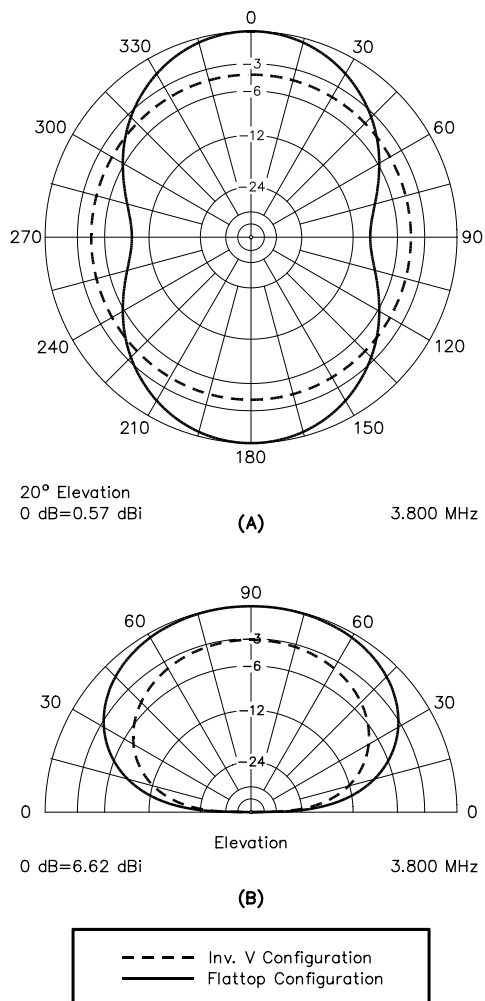 0
330 30
-3
-6
300 60
-12
-24
270 90
240 120
210 150
180
20° Elevation
0 dB=0.57 dBi (A) 3.800 MHz
90
60 60
-3
-6
30 30
-12
-24
0 0
Elevation
0 dB=6.62 dBi 3.800 MHz
(B)
Inv. V Configuration
Flattop Configuration